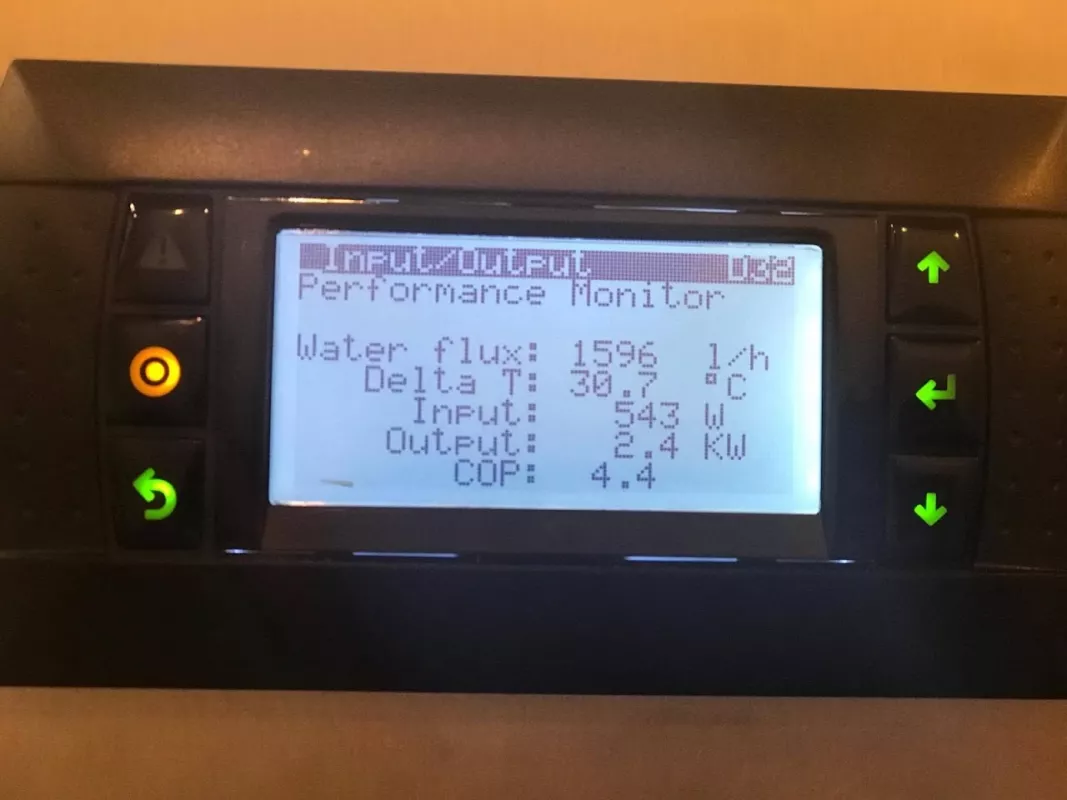 Input/Output D32
Performance Monitor
Water flux: 1596 l/h
Delta T: 30.7 °C
Input: 543 W
Output: 2.4 KW
COP: 4.4